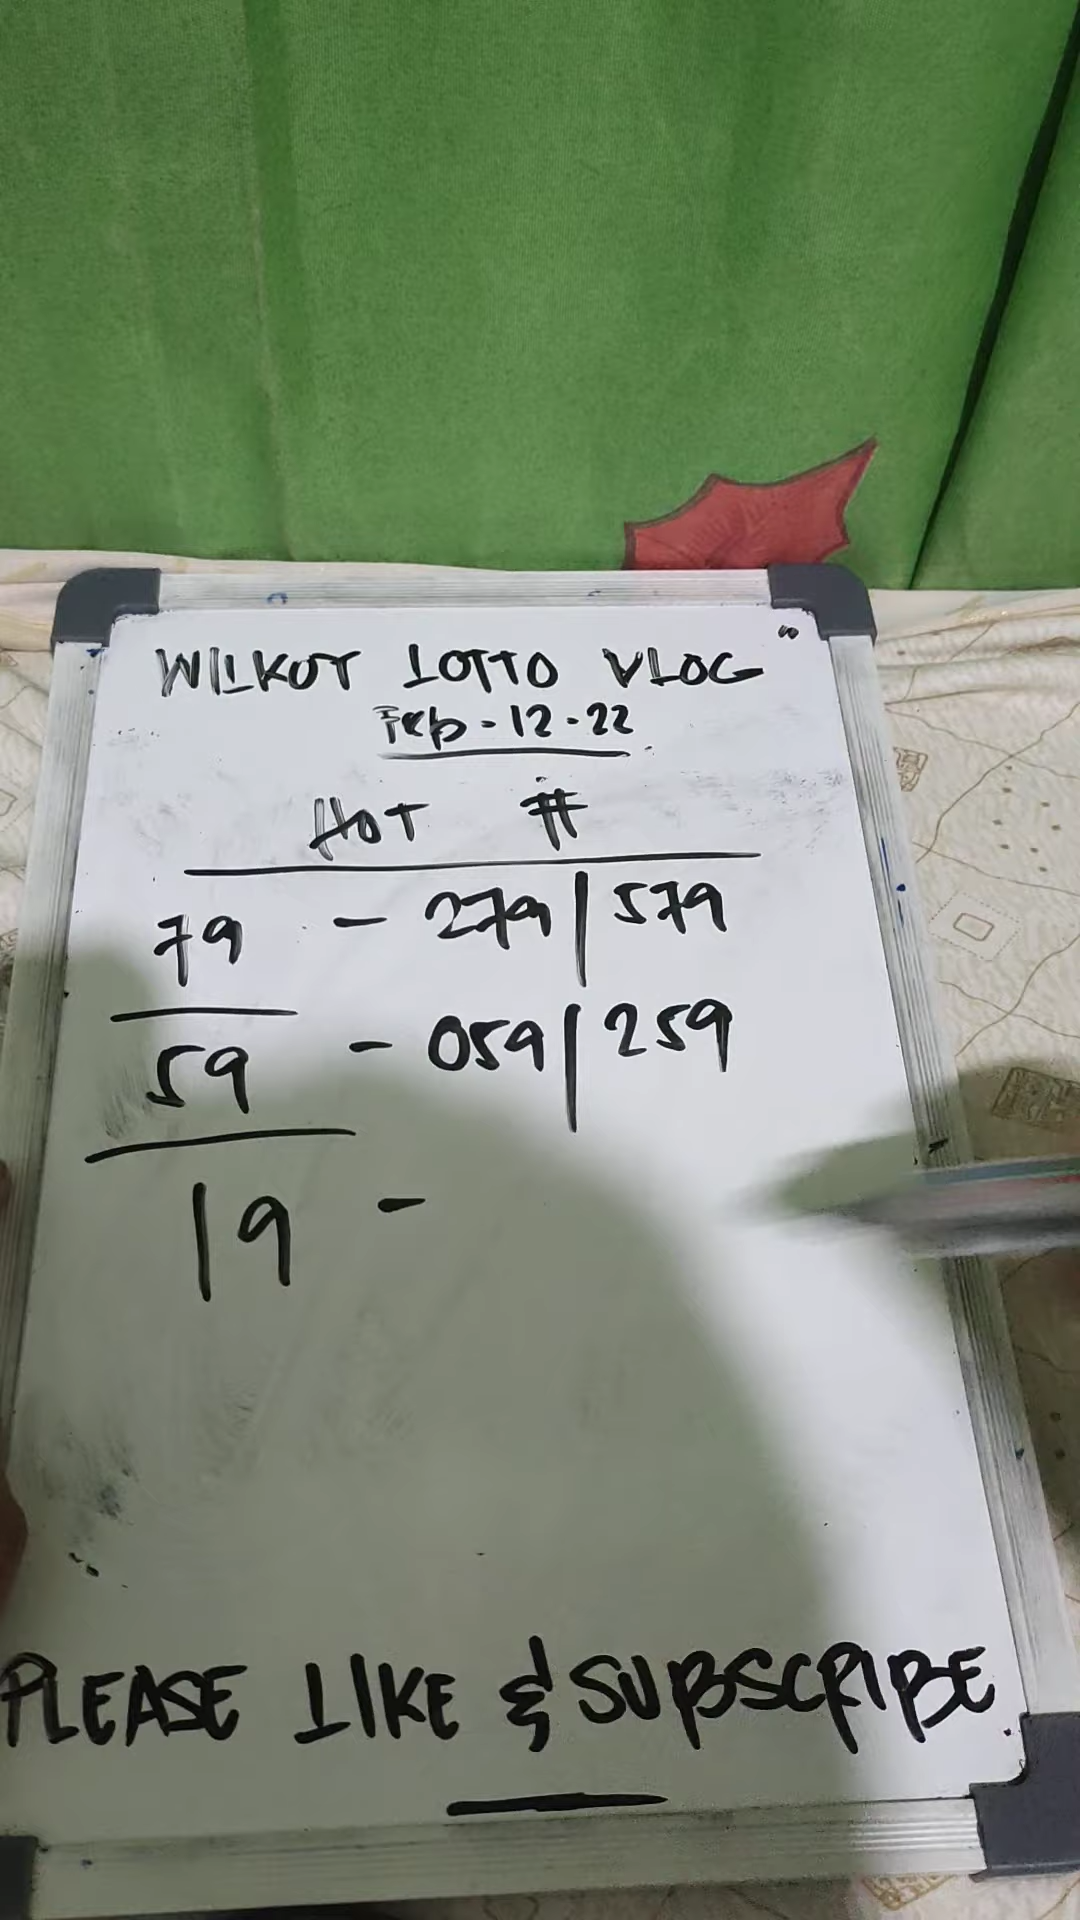 WILKOT LOTTO VLOG
Feb - 12 - 22
HOT #
79 - 279 | 579
59 - 059 | 259
19 -
PLEASE LIKE & SUBSCRIBE